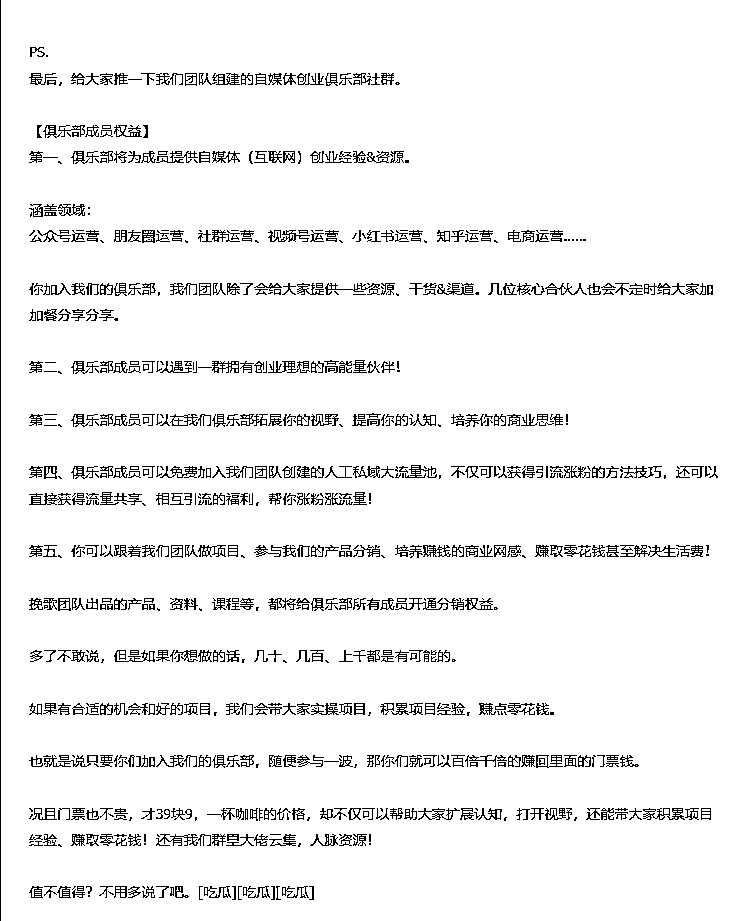 PS.
最后，给大家推一下我们团队组建的自媒体创业俱乐部社群。
【俱乐部成员权益】
第一、俱乐部将为成员提供自媒体（互联网）创业经验&资源。
涵盖领域：
公众号运营、朋友圈运营、社群运营、视频号运营、小红书运营、知乎运营、电商运营......
你加入我们的俱乐部，我们团队除了会给大家提供一些资源、干货&渠道。几位核心合伙人也会不定时给大家加
加餐分享分享。
第二、俱乐部成员可以遇到一群拥有创业理想的高能量伙伴！
第三、俱乐部成员可以在我们俱乐部拓展你的视野、提高你的认知、培养你的商业思维！
第四、俱乐部成员可以免费加入我们团队创建的人工私域大流量池，不仅可以获得引流涨粉的方法技巧，还可以
直接获得流量共享、相互引流的福利，帮你涨粉涨流量！
第五、你可以跟着我们团队做项目、参与我们的产品分销、培养赚钱的商业网感、赚取零花钱甚至解决生活费！
挽歌团队出品的产品、资料、课程等，都将给俱乐部所有成员开通分销权益。
多了不敢说，但是如果你想做的话，几十、几百、上千都是有可能的。
如果有合适的机会和好的项目，我们会带大家实操项目，积累项目经验，赚点零花钱。
也就是说只要你们加入我们的俱乐部，随便参与一波，那你们就可以百倍千倍的赚回里面的门票钱。
况且门票也不贵，才39块9，一杯咖啡的价格，却不仅可以帮助大家扩展认知，打开视野，还能带大家积累项目
经验、赚取零花钱！还有我们群里大佬云集，人脉资源！
值不值得？不用多说了吧。[吃瓜][吃瓜][吃瓜]